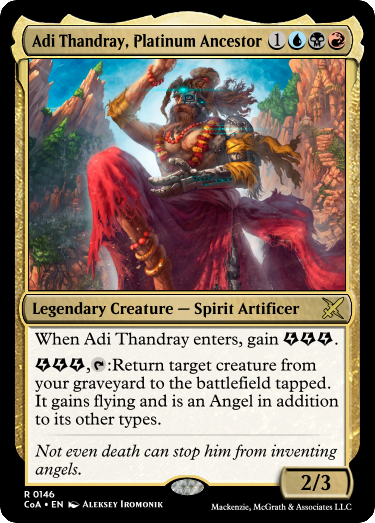 Adi Thandray, Platinum Ancestor 1
Legendary Creature — Spirit Artificer
When Adi Thandray enters, gain .
, :Return target creature from
your graveyard to the battlefield tapped.
It gains flying and is an Angel in addition
to its other types.
Not even death can stop him from inventing
angels.
2/3
R 0146
CoA • EN Aleksey Iromonik
Mackenzie, McGrath & Associates LLC